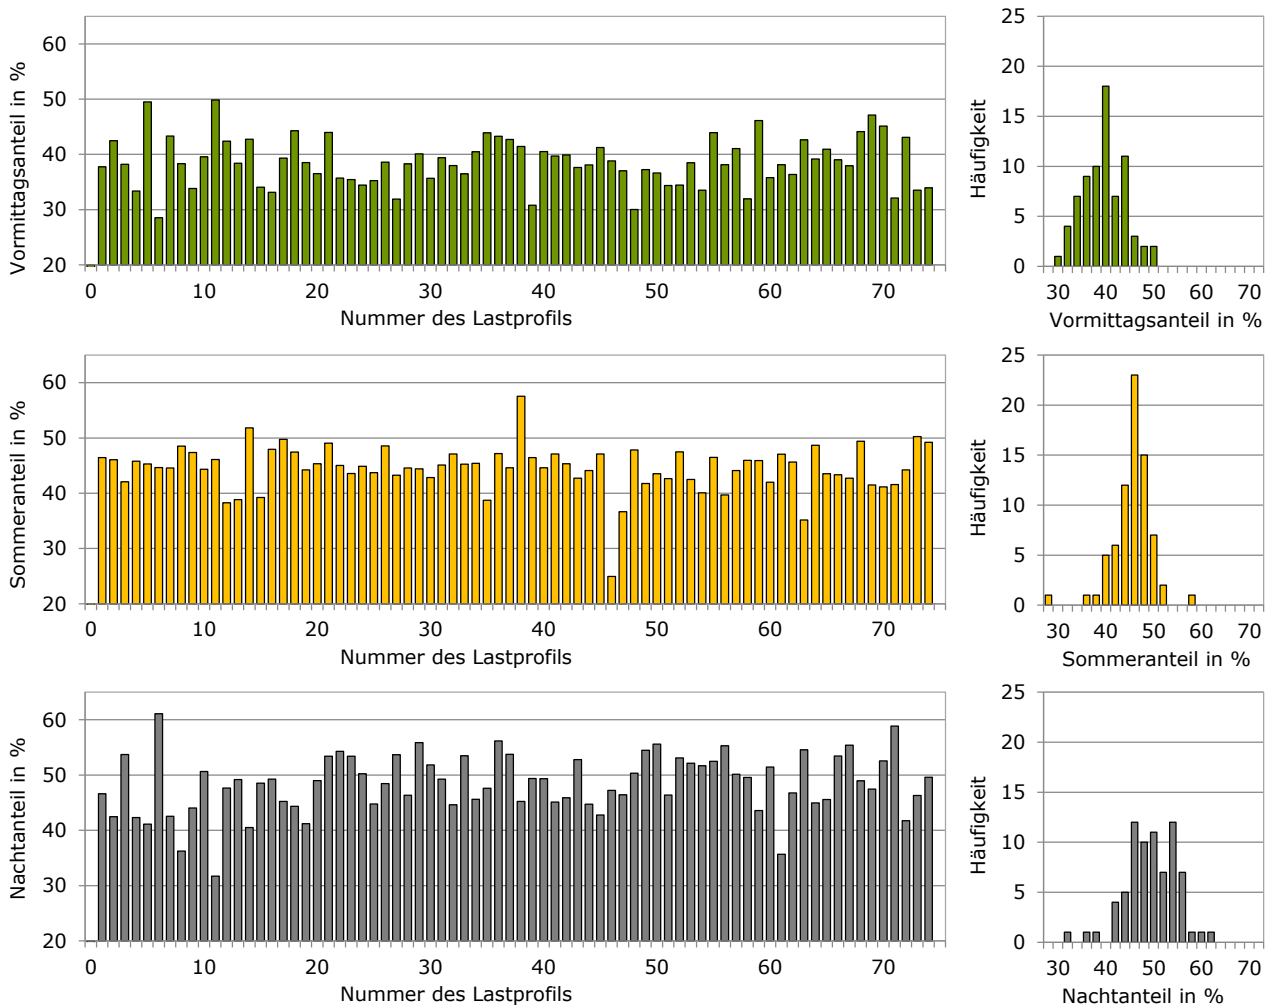 Vormittagsanteil in %
60
50
40
30
20
0 10 20 30 40 50 60 70
Nummer des Lastprofils
Häufigkeit
25
20
15
10
5
0
30 40 50 60 70
Vormittagsanteil in %
Sommeranteil in %
60
50
40
30
20
0 10 20 30 40 50 60 70
Nummer des Lastprofils
Häufigkeit
25
20
15
10
5
0
30 40 50 60 70
Sommeranteil in %
Nachtanteil in %
60
50
40
30
20
0 10 20 30 40 50 60 70
Nummer des Lastprofils
Häufigkeit
25
20
15
10
5
0
30 40 50 60 70
Nachtanteil in %